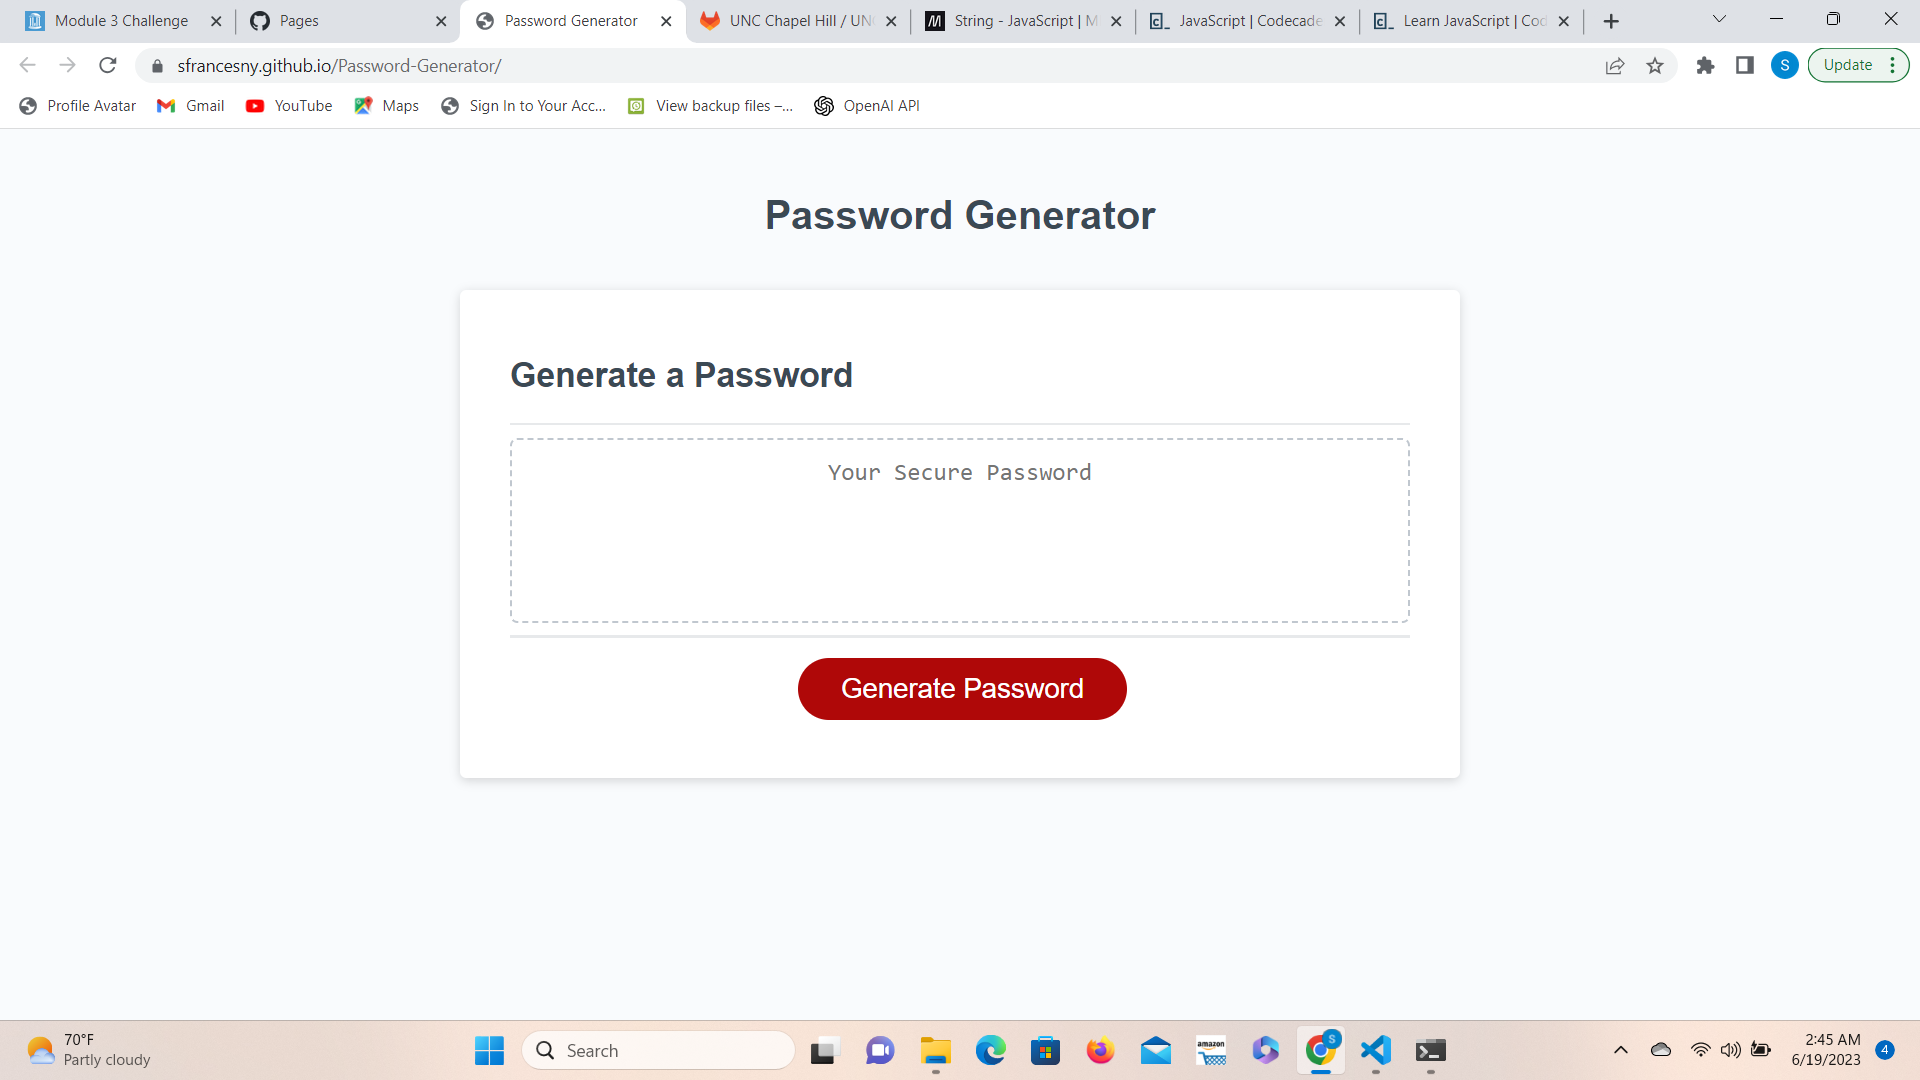 Module 3 Challenge
Pages
Password Generator
UNC Chapel Hill / UN
String - JavaScript | M
JavaScript | Codecade
Learn JavaScript | Cod
sfrancesny.github.io/Password-Generator/
S
Update
Profile Avatar
Gmail
YouTube
Maps
Sign In to Your Acc...
View backup files –...
OpenAI API
Password Generator
Generate a Password
Your Secure Password
Generate Password
70°F
Partly cloudy
Search
amazon
S
2:45 AM
6/19/2023
4